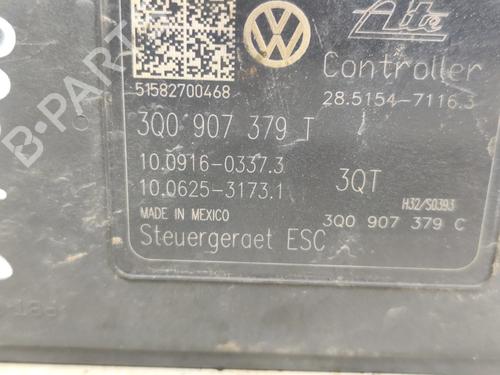 Ate
51582700468
Controller
28.5154-7116.3
3Q0 907 379 T
10.0916-0337.3
10.0625-3173.1
3QT
H32/S0393
MADE IN MEXICO
3Q0 907 379 C
Steuergeraet ESC